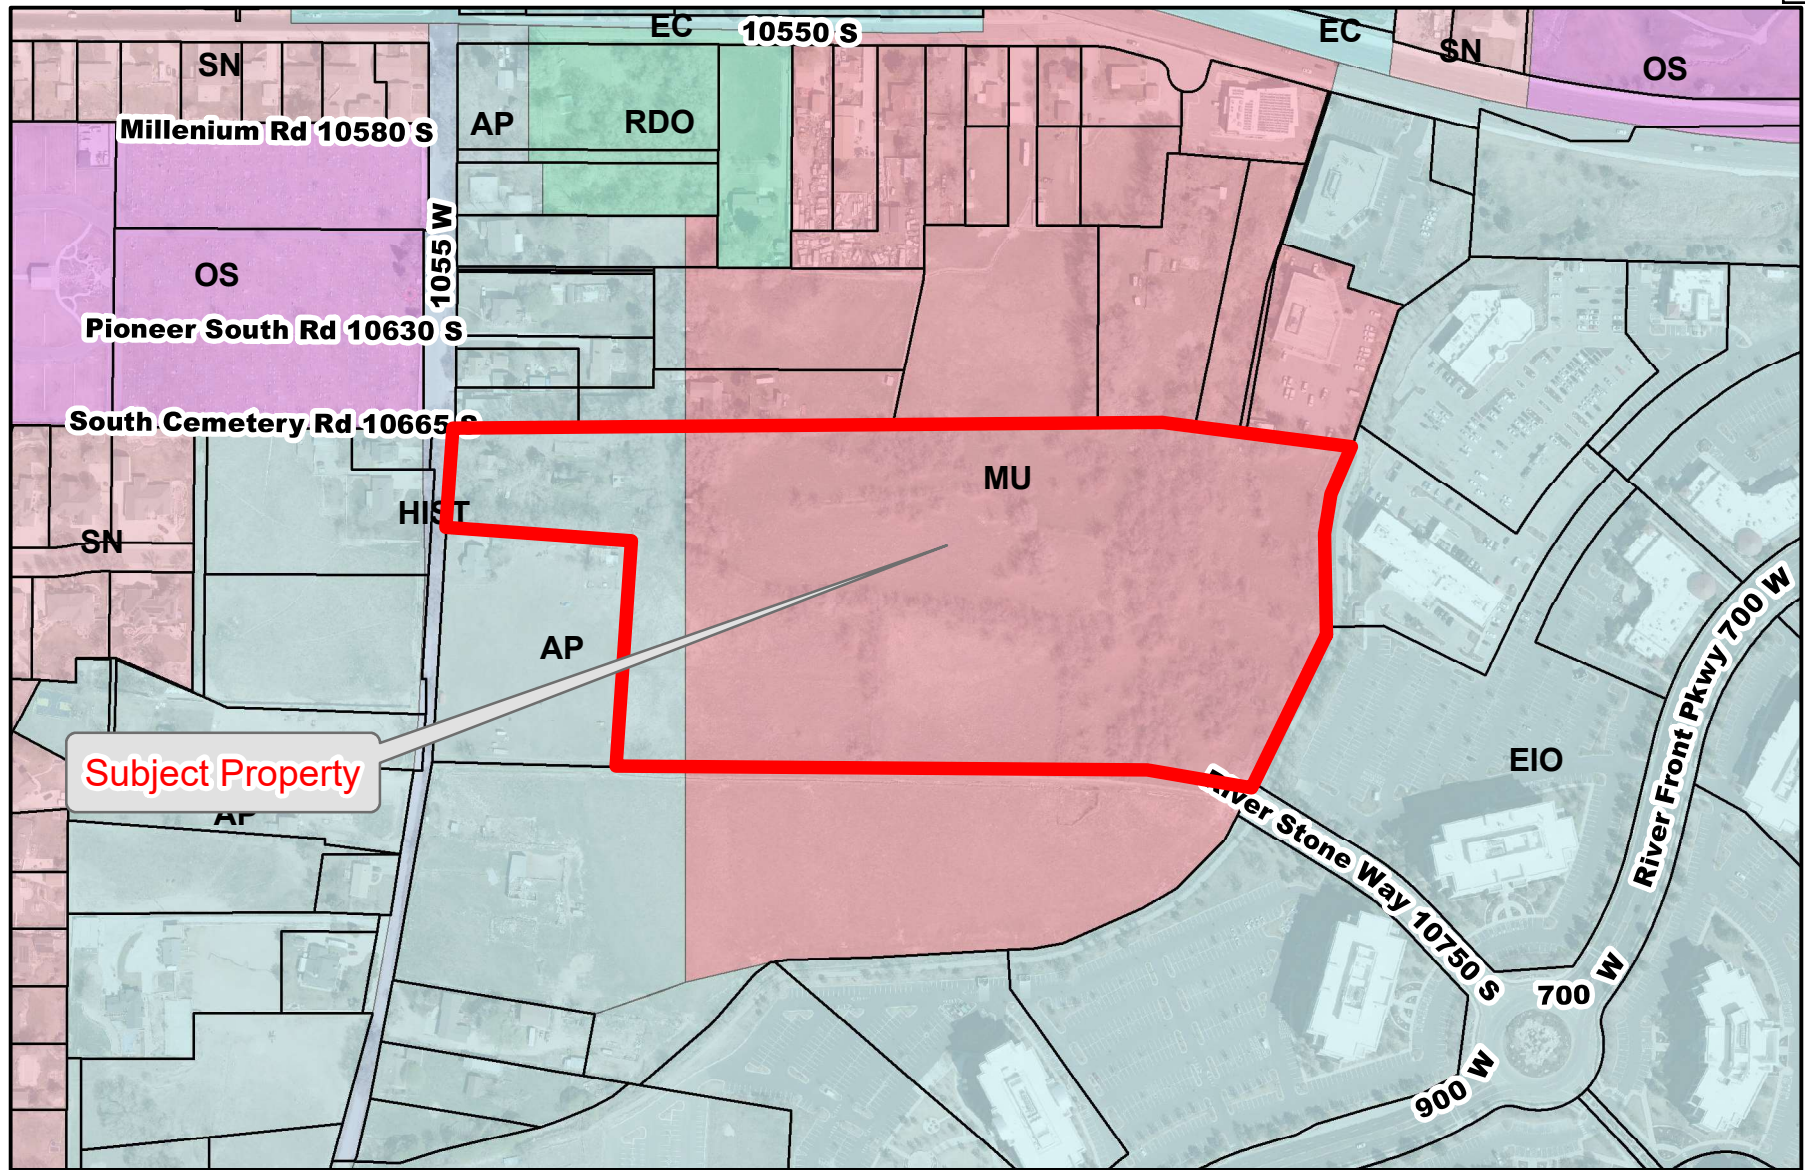 EC
10550 S
EC
SN
SN
OS
AP
RDO
Millenium Rd 10580 S
1055 W
OS
Pioneer South Rd 10630 S
South Cemetery Rd 10665 S
MU
HIST
SN
AP
700 W
River Front Pkwy
Subject Property
EIO
AP
River Stone Way 10750 S
700 W
900 W